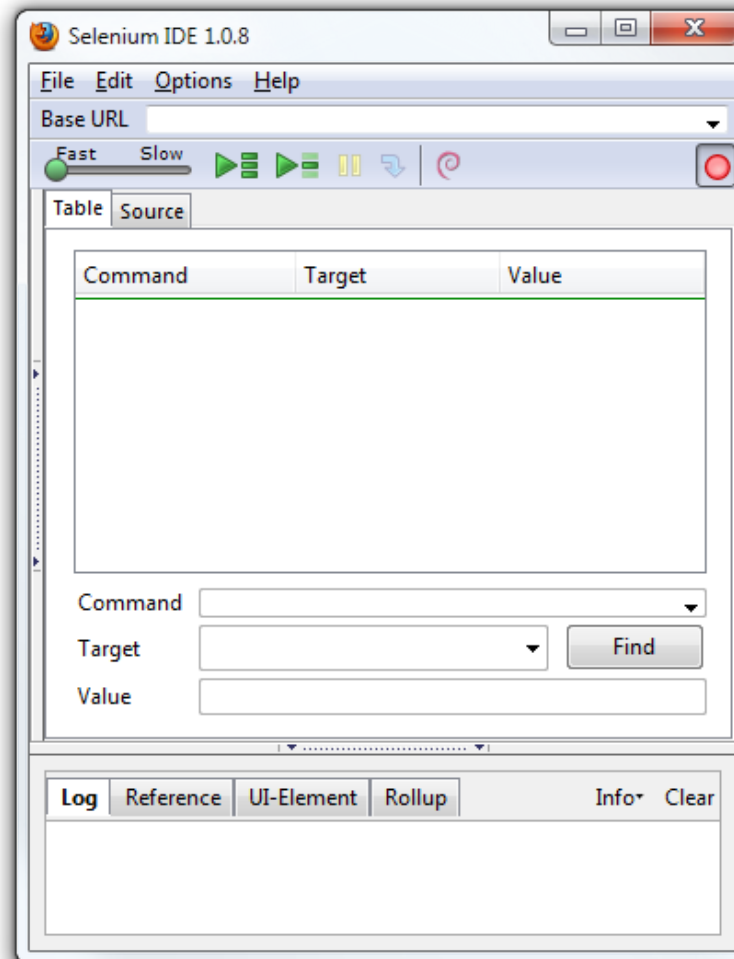 Selenium IDE 1.0.8
File Edit Options Help
Base URL
Fast Slow
Table Source
Command Target Value
Command
Target Find
Value
Log Reference UI-Element Rollup Info Clear